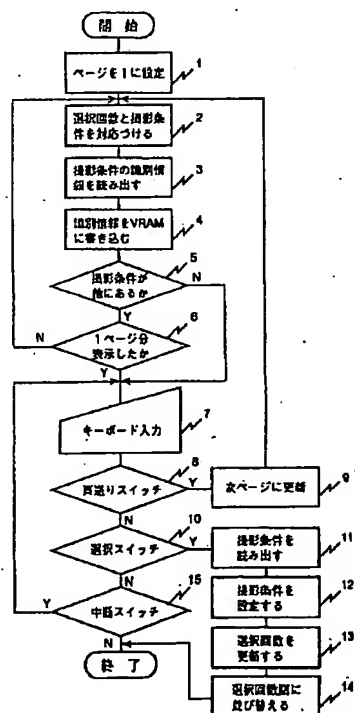 開始
ページを1に設定
1
選択回数と撮影条
件を対応づける
2
撮影条件の識別情
報を読み出す
3
識別情報をVRAM
に書き込む
4
撮影条件が
他にあるか
5
N
Y
1ページ分
表示したか
6
N
Y
キーボード入力
7
頁送りスイッチ
8
Y
次ページに更新
9
N
選択スイッチ
10
Y
撮影条件を
読み出す
11
N
撮影条件を
設定する
12
中断スイッチ
15
Y
選択回数を
更新する
13
N
選択回数順に
並び替える
14
終了